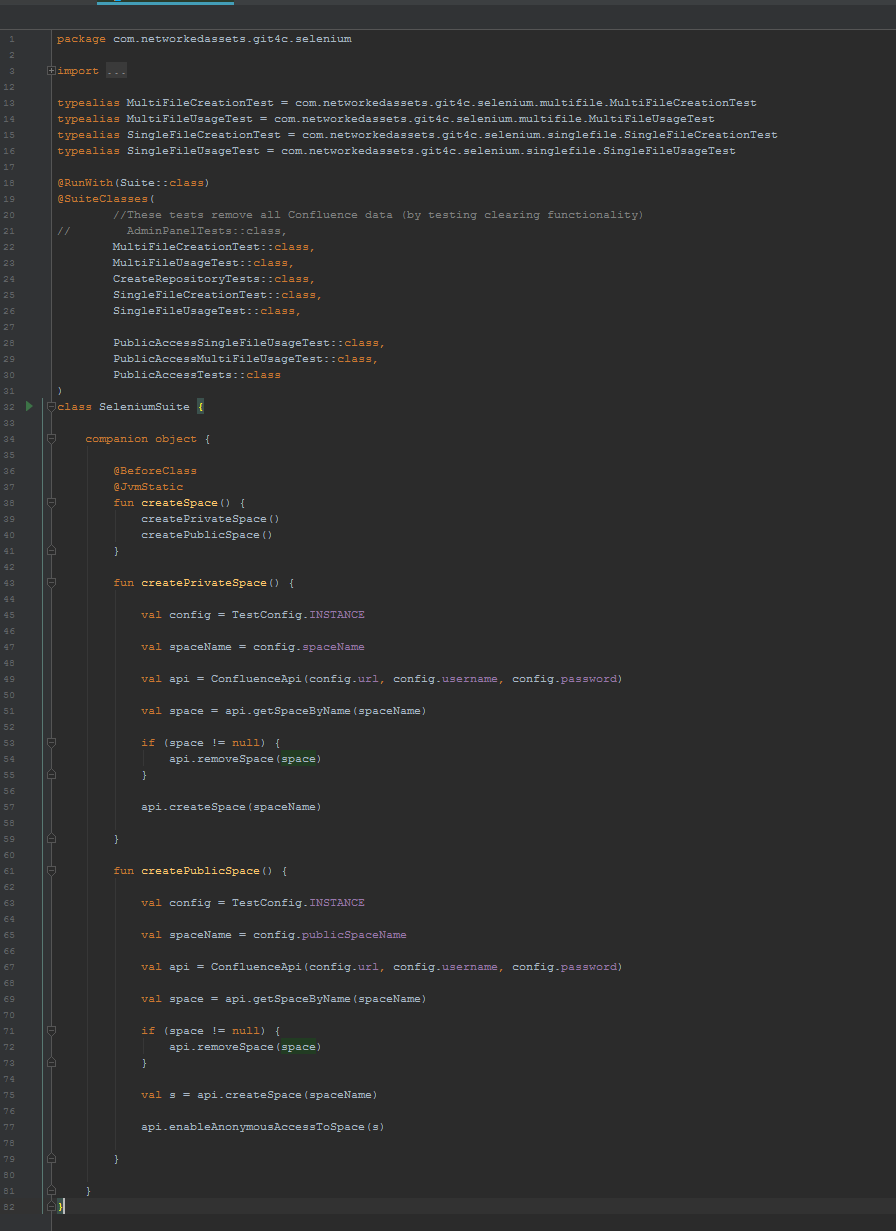 1 package com.networkedassets.git4c.selenium
2
3 import ...
12
13 typealias MultiFileCreationTest = com.networkedassets.git4c.selenium.multifile.MultiFileCreationTest
14 typealias MultiFileUsageTest = com.networkedassets.git4c.selenium.multifile.MultiFileUsageTest
15 typealias SingleFileCreationTest = com.networkedassets.git4c.selenium.singlefile.SingleFileCreationTest
16 typealias SingleFileUsageTest = com.networkedassets.git4c.selenium.singlefile.SingleFileUsageTest
17
18 @RunWith(Suite::class)
19 @SuiteClasses(
20         //These tests remove all Confluence data (by testing clearing functionality)
21 //        AdminPanelTests::class,
22         MultiFileCreationTest::class,
23         MultiFileUsageTest::class,
24         CreateRepositoryTests::class,
25         SingleFileCreationTest::class,
26         SingleFileUsageTest::class,
27
28         PublicAccessSingleFileUsageTest::class,
29         PublicAccessMultiFileUsageTest::class,
30         PublicAccessTests::class
31 )
32 class SeleniumSuite {
33
34     companion object {
35
36         @BeforeClass
37         @JvmStatic
38         fun createSpace() {
39             createPrivateSpace()
40             createPublicSpace()
41         }
42
43         fun createPrivateSpace() {
44
45             val config = TestConfig.INSTANCE
46
47             val spaceName = config.spaceName
48
49             val api = ConfluenceApi(config.url, config.username, config.password)
50
51             val space = api.getSpaceByName(spaceName)
52
53             if (space != null) {
54                 api.removeSpace(space)
55             }
56
57             api.createSpace(spaceName)
58
59         }
60
61         fun createPublicSpace() {
62
63             val config = TestConfig.INSTANCE
64
65             val spaceName = config.publicSpaceName
66
67             val api = ConfluenceApi(config.url, config.username, config.password)
68
69             val space = api.getSpaceByName(spaceName)
70
71             if (space != null) {
72                 api.removeSpace(space)
73             }
74
75             val s = api.createSpace(spaceName)
76
77             api.enableAnonymousAccessToSpace(s)
78
79         }
80
81     }
82 }